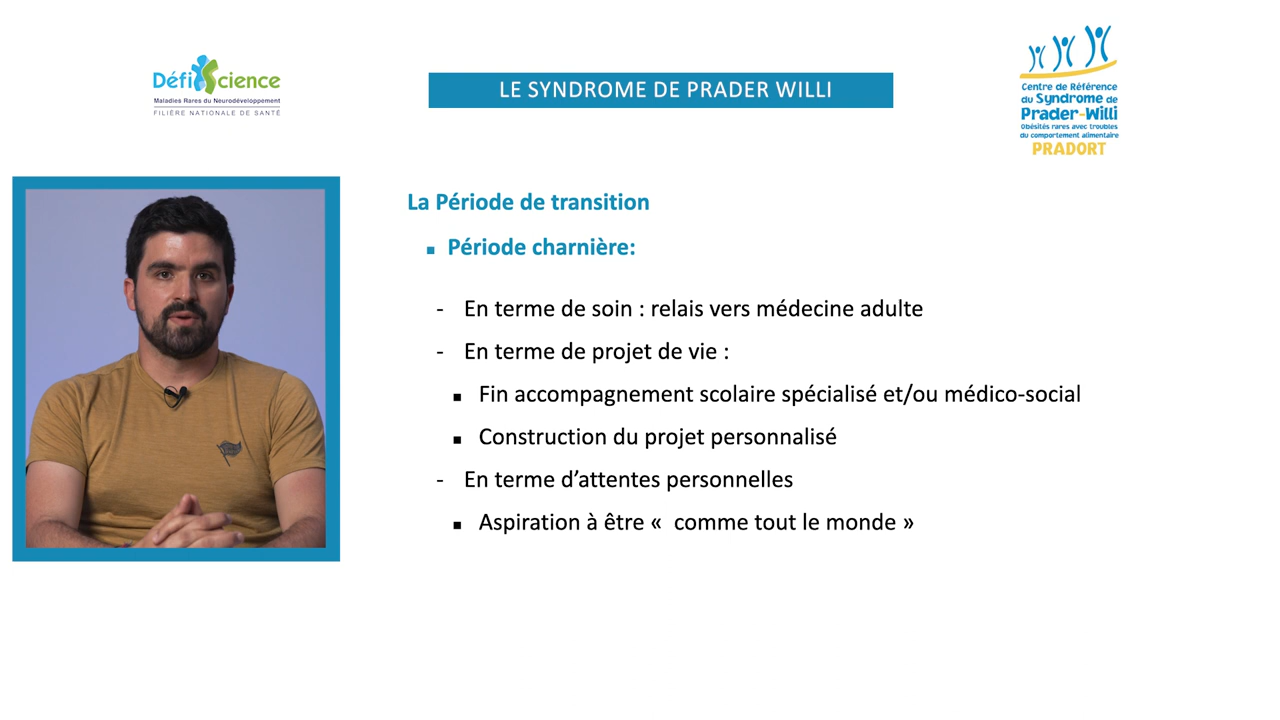 DéfiScience
Maladies Rares du Neurodéveloppement
FILIÈRE NATIONALE DE SANTÉ
LE SYNDROME DE PRADER WILLI
Centre de Référence
du Syndrome de
Prader-Willi
Obésités rares avec troubles
du comportement alimentaire
PRADORT
La Période de transition
▪ Période charnière:
- En terme de soin : relais vers médecine adulte
- En terme de projet de vie :
▪ Fin accompagnement scolaire spécialisé et/ou médico-social
▪ Construction du projet personnalisé
- En terme d’attentes personnelles
▪ Aspiration à être «  comme tout le monde »